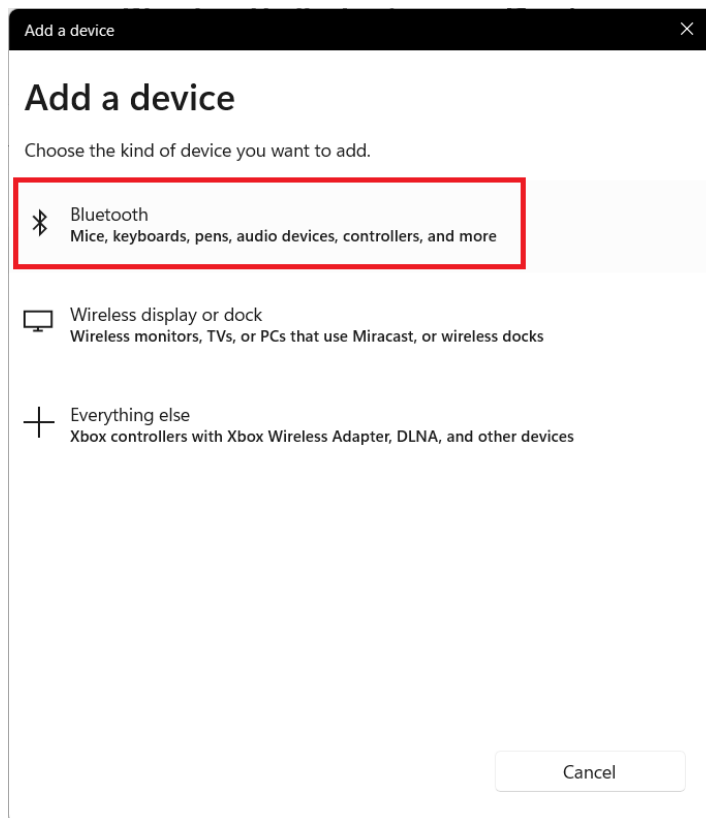 Add a device
Add a device
Choose the kind of device you want to add.
Bluetooth
Mice, keyboards, pens, audio devices, controllers, and more
Wireless display or dock
Wireless monitors, TVs, or PCs that use Miracast, or wireless docks
Everything else
Xbox controllers with Xbox Wireless Adapter, DLNA, and other devices
Cancel